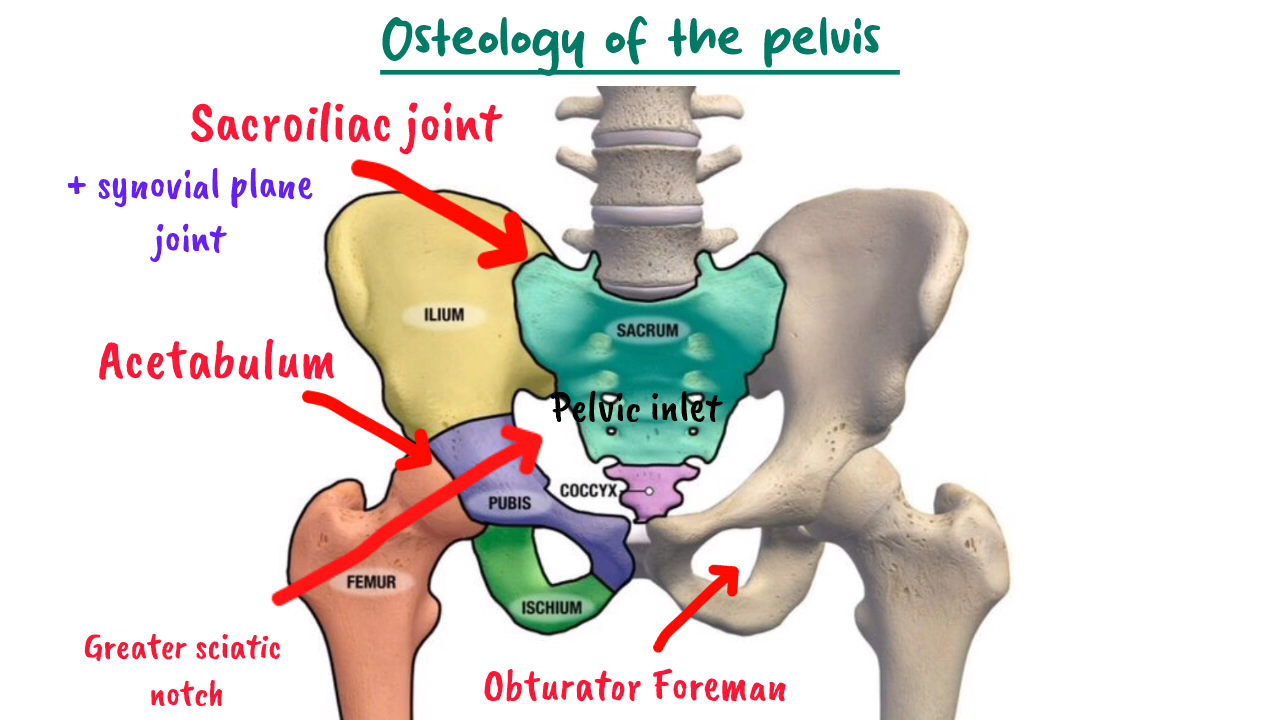 Osteology of the pelvis
Sacroiliac joint
+ synovial plane
joint
ILIUM
SACRUM
Acetabulum
Pelvic inlet
COCCYX
PUBIS
FEMUR
ISCHIUM
Greater sciatic
notch
Obturator Foreman